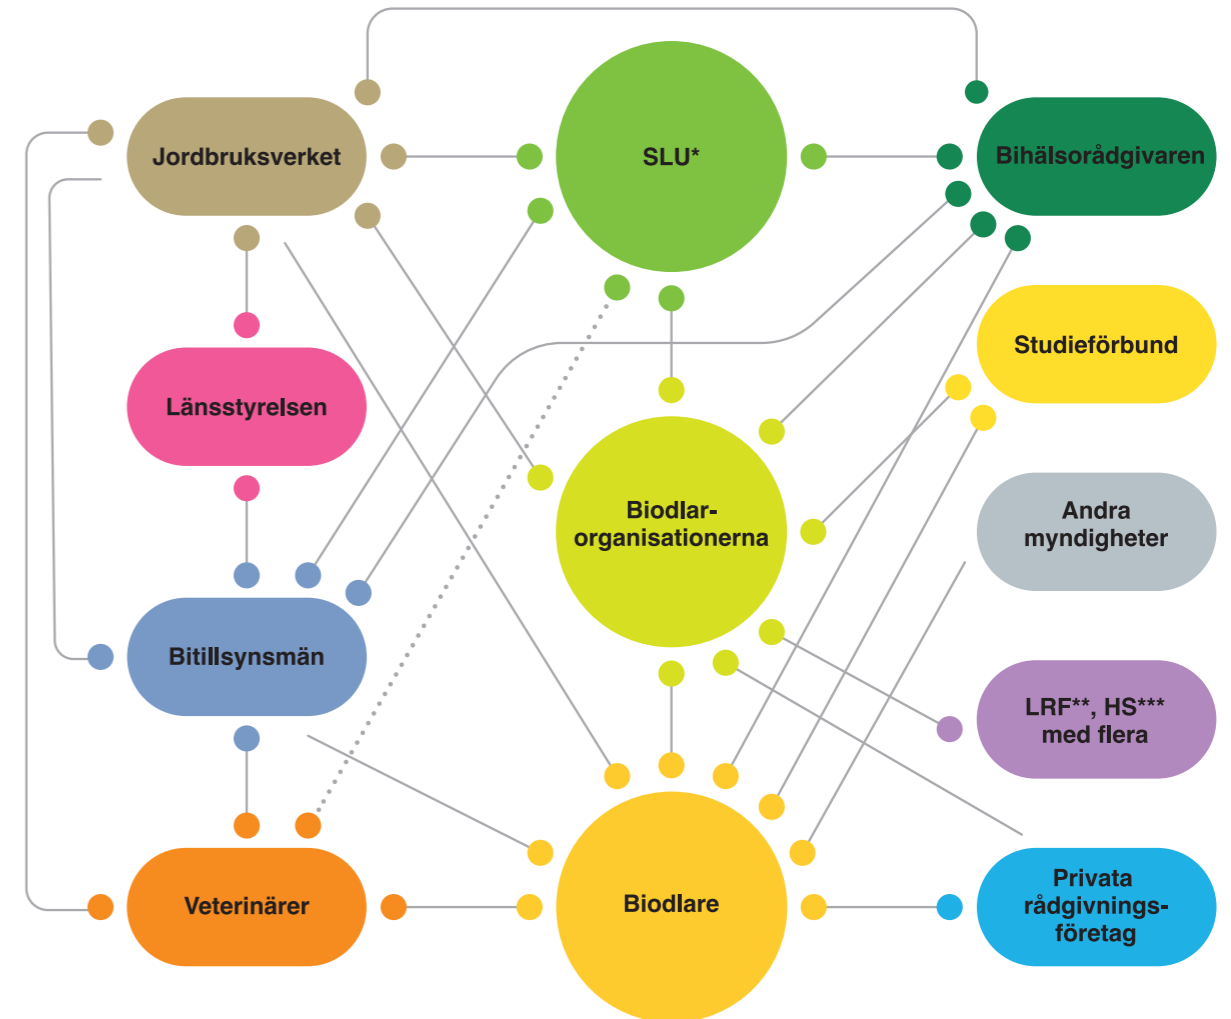 Jordbruksverket
SLU*
Bihälsorådgivaren
Studieförbund
Länsstyrelsen
Biodlar-
organisationerna
Andra
myndigheter
Bitillsynsmän
LRF**, HS***
med flera
Veterinärer
Biodlare
Privata
rådgivnings-
företag